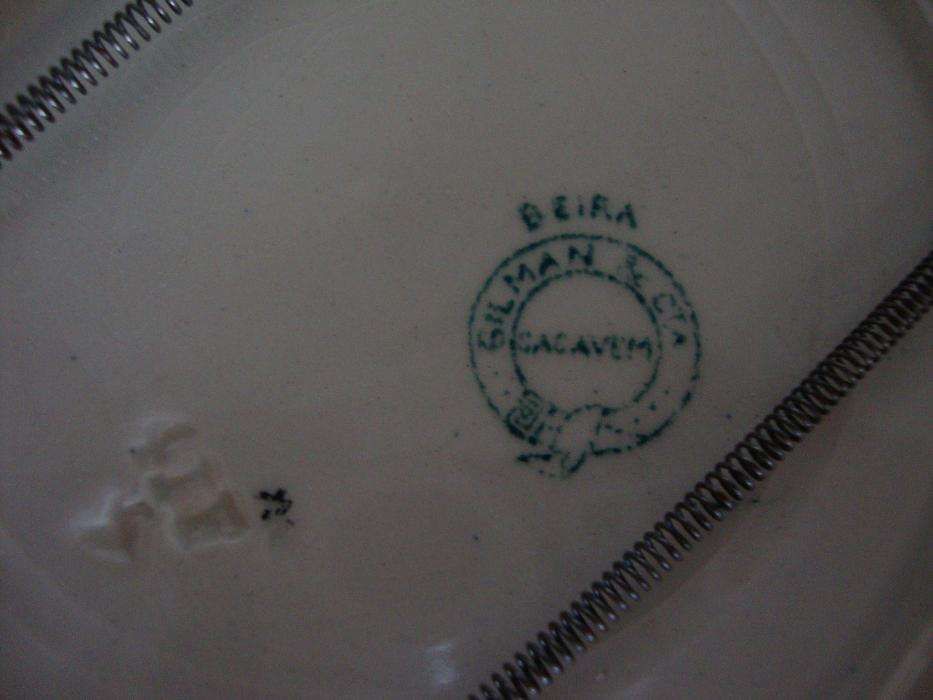 BEIRA
GILMAN & CTA
SACAVEM